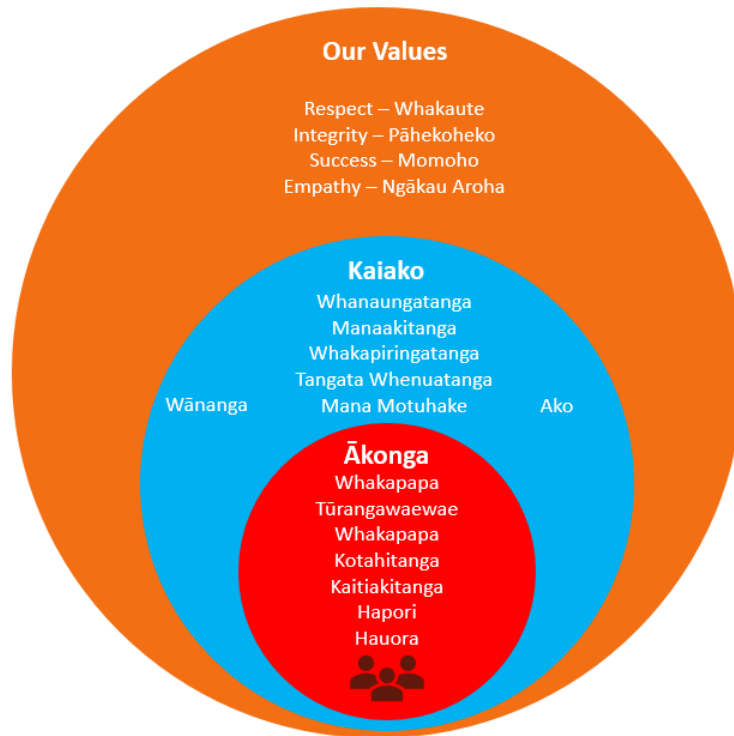 Our Values
Respect – Whakaute
Integrity – Pāhekoheko
Success – Momoho
Empathy – Ngākau Aroha
Kaiako
Whanaungatanga
Manaakitanga
Whakapiringatanga
Tangata Whenuatanga
Wānanga Mana Motuhake Ako
Ākonga
Whakapapa
Tūrangawaewae
Whakapapa
Kotahitanga
Kaitiakitanga
Hapori
Hauora